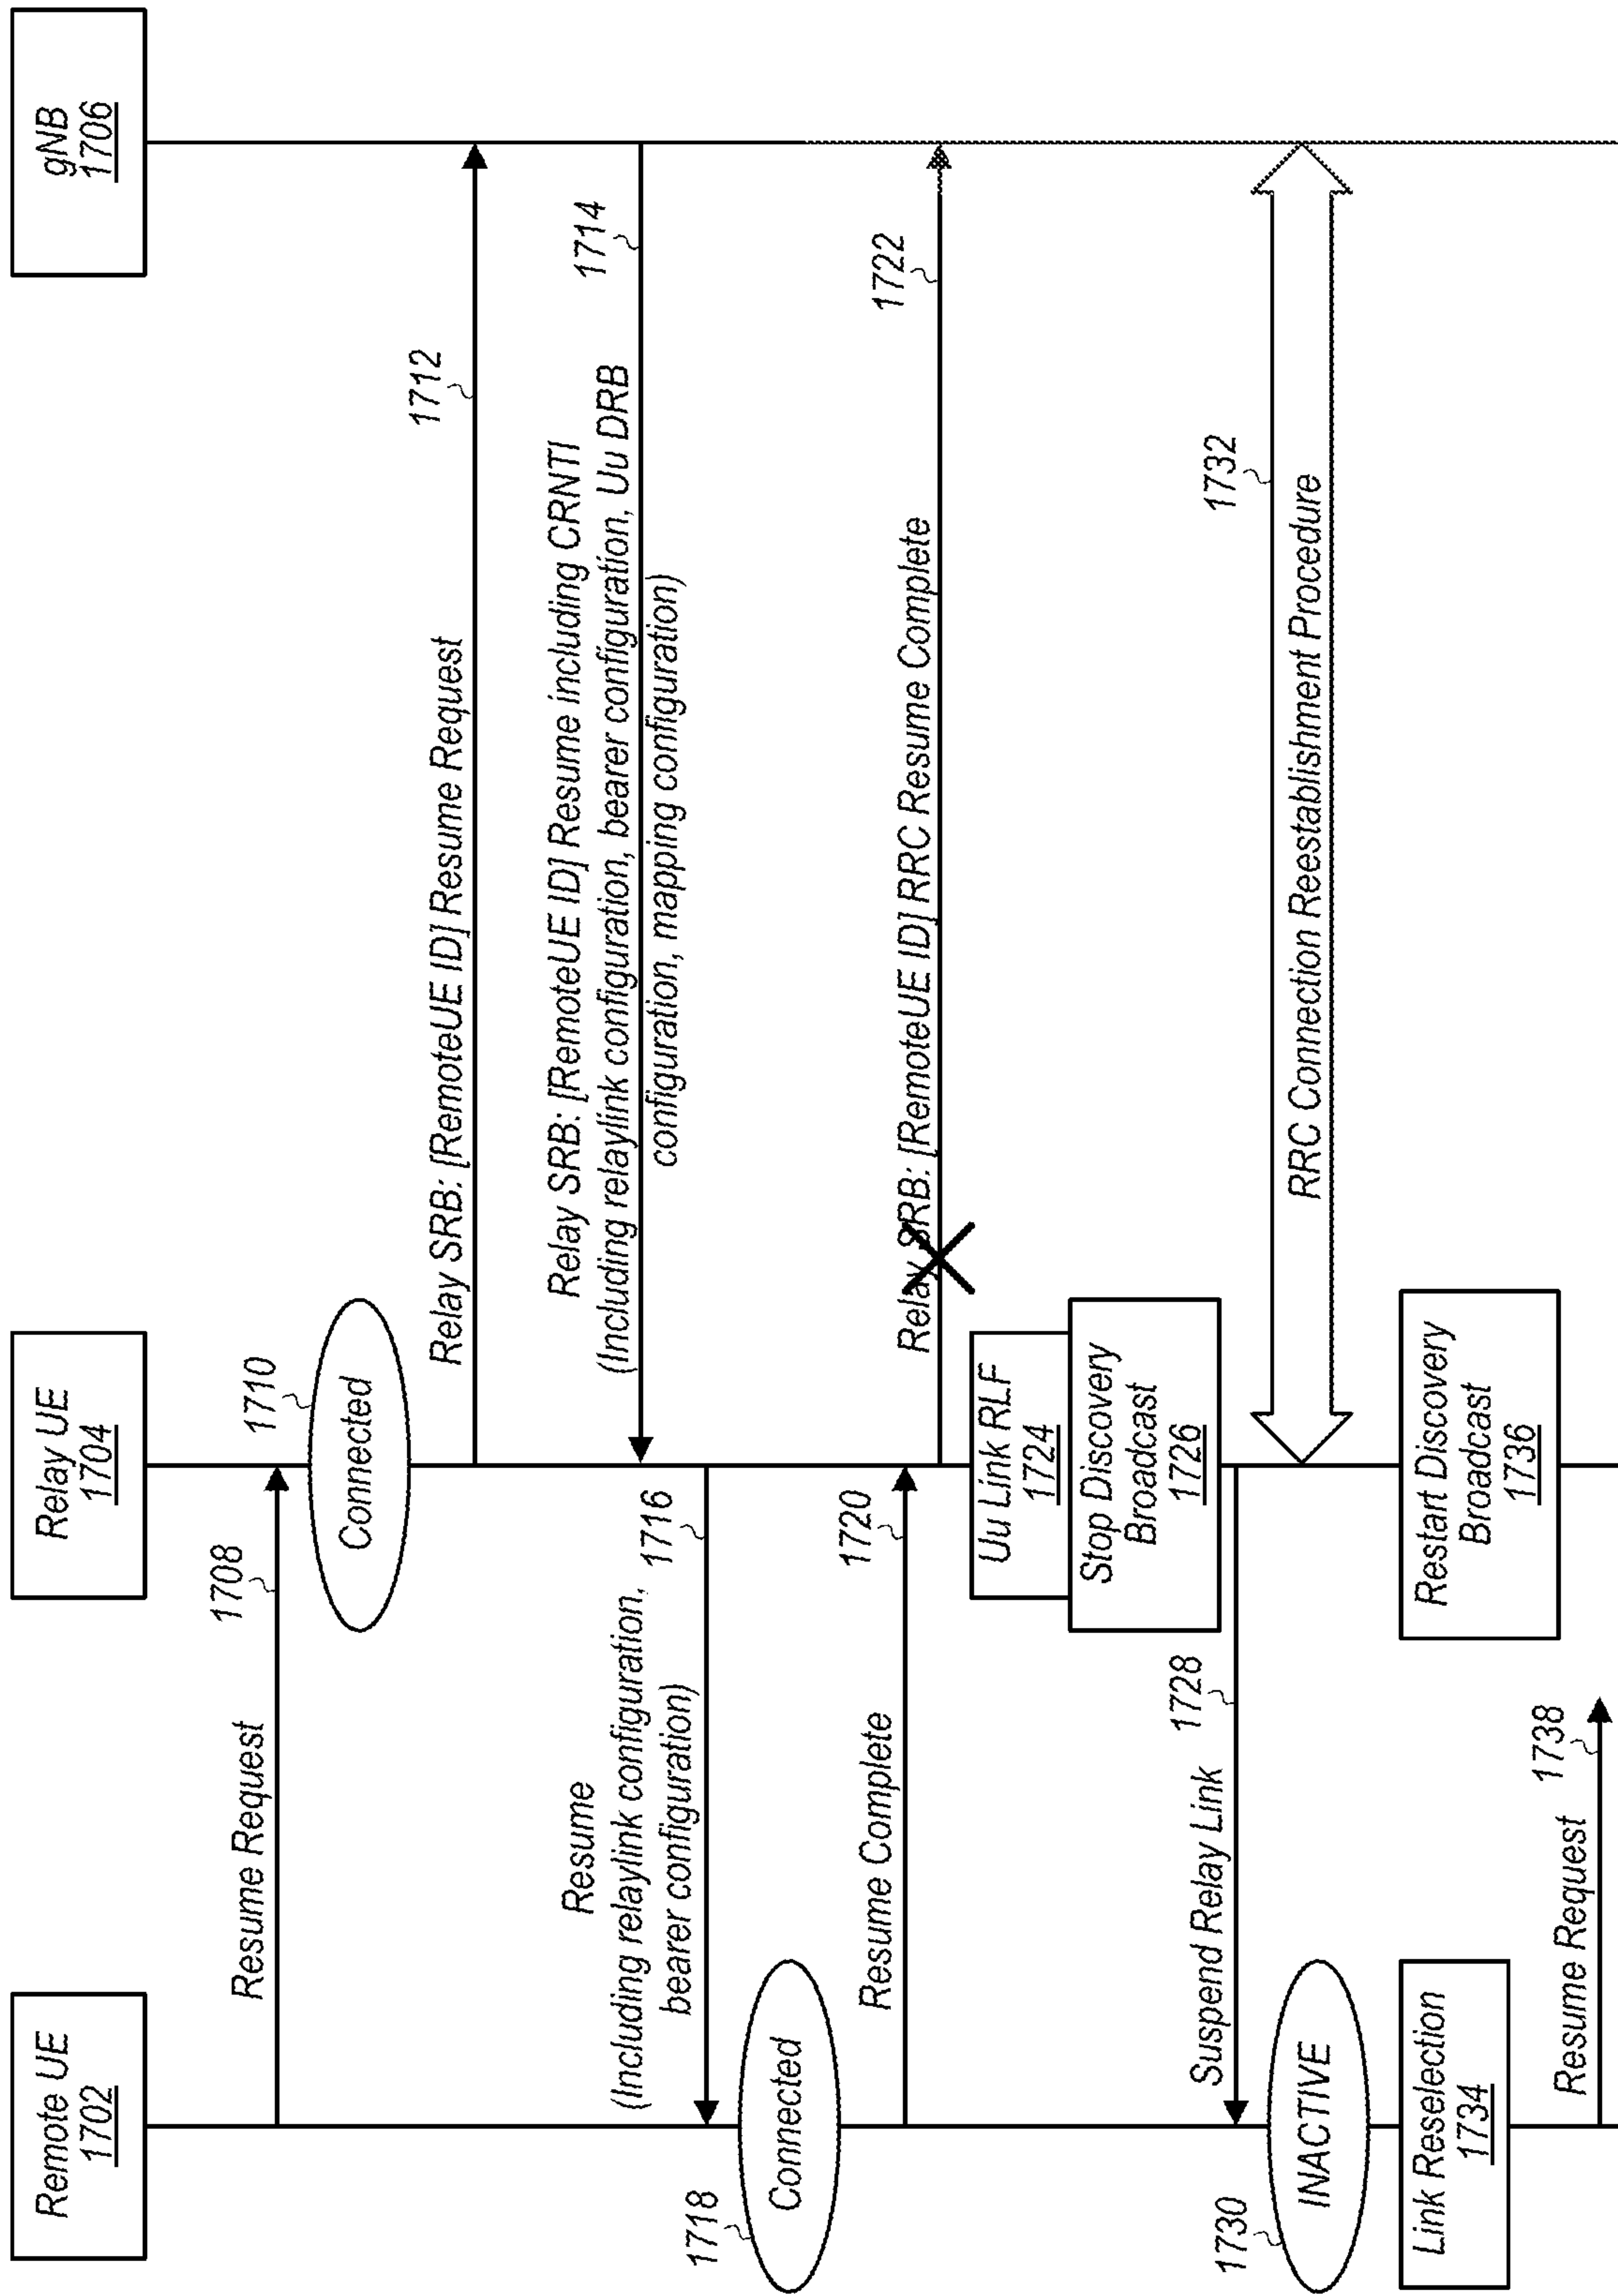 Remote UE
1702
Relay UE
1704
gNB
1706
Resume Request
1708
1710
Connected
1712
Relay SRB: [RemoteUE ID] Resume Request
1714
Relay SRB: [RemoteUE ID] Resume including CRNTI
(Including relaylink configuration, bearer configuration, Uu DRB
configuration, mapping configuration)
Resume
(Including relaylink configuration,
bearer configuration)
1716
1718
Connected
Resume Complete
1720
1722
Relay SRB: [RemoteUE ID] RRC Resume Complete
Uu Link RLF
1724
Stop Discovery
Broadcast
1726
Suspend Relay Link
1728
1730
INACTIVE
1732
RRC Connection Reestablishment Procedure
Link Reselection
1734
Restart Discovery
Broadcast
1736
Resume Request
1738